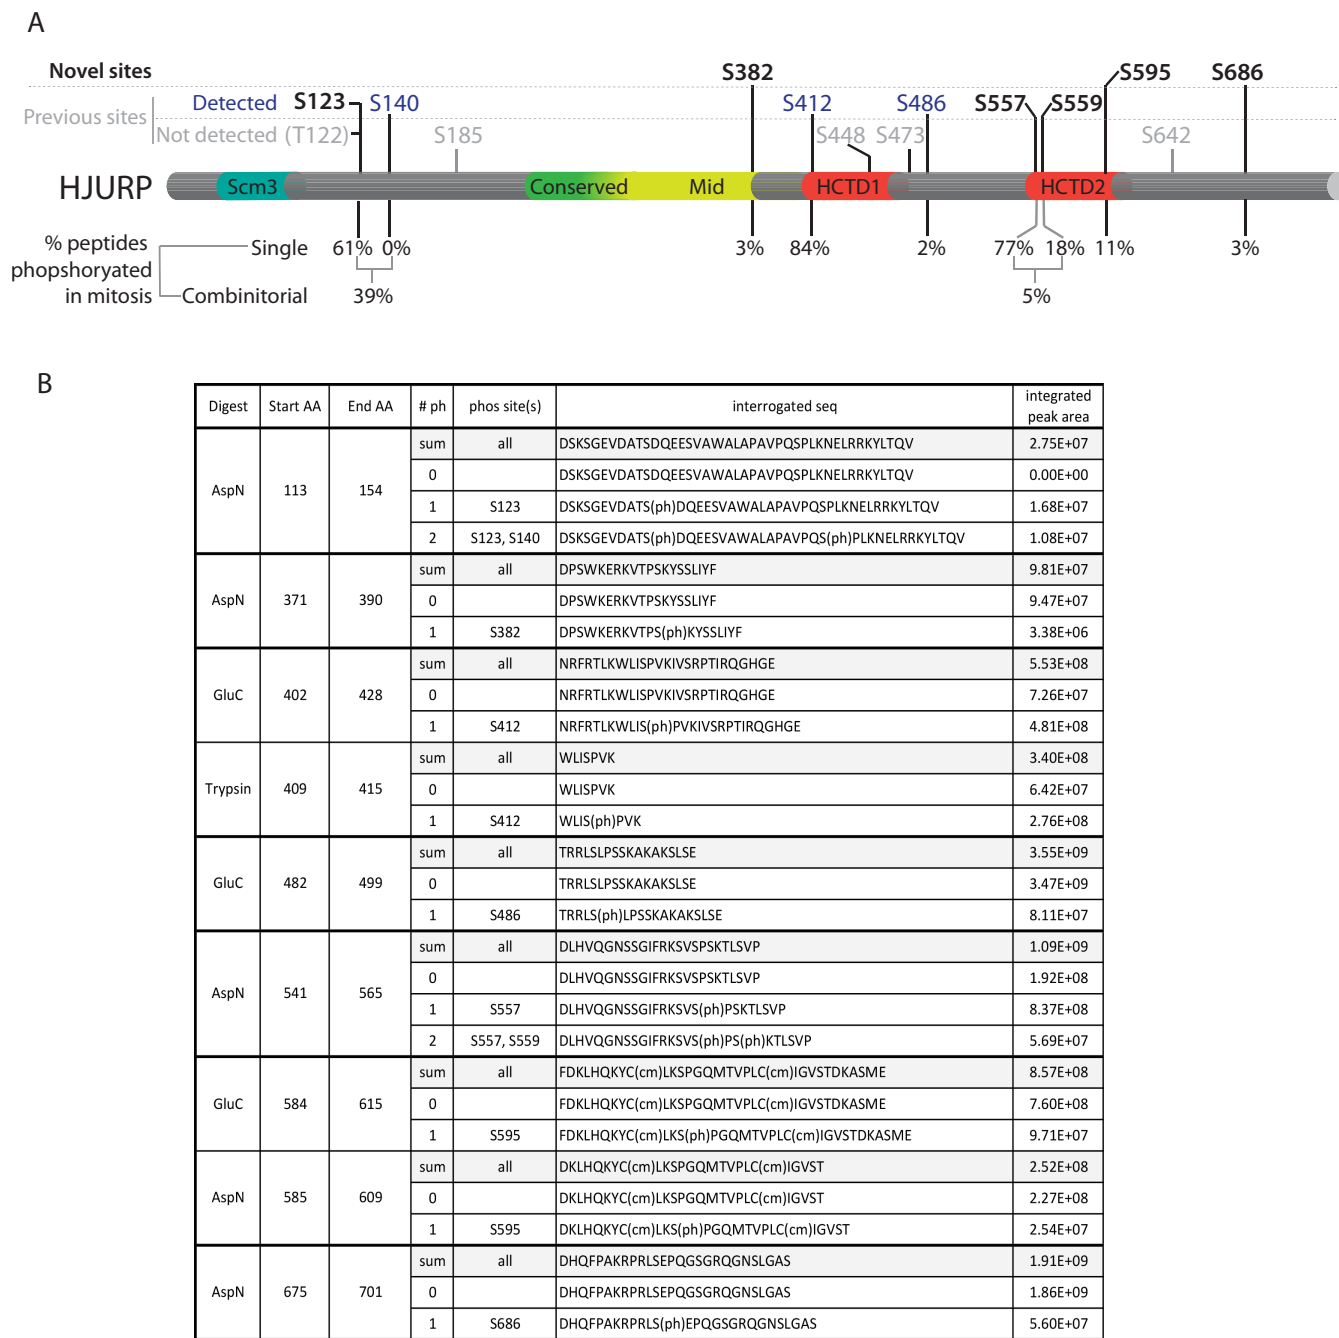 A
Novel sites S382 S595 S686
Detected S123 S140 S412 S486 S557 S559
Previous sites
Not detected (T122) S185 S448 S473 S642
HJURP Scm3 Conserved Mid HCTD1 HCTD2
% peptides
phopshoryated
in mitosis
Single 61% 0% 3% 84% 2% 77% 18% 11% 3%
Combinitorial 39% 5%
B
Digest Start AA End AA # ph phos site(s) interrogated seq integrated peak area
AspN 113 154
sum all DSKSGEVDATSDQEESVAWALAPAVPQSPLKNELRRKYLTQV 2.75E+07
0 DSKSGEVDATSDQEESVAWALAPAVPQSPLKNELRRKYLTQV 0.00E+00
1 S123 DSKSGEVDATS(ph)DQEESVAWALAPAVPQSPLKNELRRKYLTQV 1.68E+07
2 S123, S140 DSKSGEVDATS(ph)DQEESVAWALAPAVPQS(ph)PLKNELRRKYLTQV 1.08E+07
AspN 371 390
sum all DPSWKERKVTPSKYSSLIYF 9.81E+07
0 DPSWKERKVTPSKYSSLIYF 9.47E+07
1 S382 DPSWKERKVTPS(ph)KYSSLIYF 3.38E+06
GluC 402 428
sum all NRFRTLKWLISPVKIVSRPTIRQGHGE 5.53E+08
0 NRFRTLKWLISPVKIVSRPTIRQGHGE 7.26E+07
1 S412 NRFRTLKWLIS(ph)PVKIVSRPTIRQGHGE 4.81E+08
Trypsin 409 415
sum all WLISPVK 3.40E+08
0 WLISPVK 6.42E+07
1 S412 WLIS(ph)PVK 2.76E+08
GluC 482 499
sum all TRRLSLPSSKAKAKSLSE 3.55E+09
0 TRRLSLPSSKAKAKSLSE 3.47E+09
1 S486 TRRLS(ph)LPSSKAKAKSLSE 8.11E+07
AspN 541 565
sum all DLHVQGNSSGIFRKSVSPSKTLSVP 1.09E+09
0 DLHVQGNSSGIFRKSVSPSKTLSVP 1.92E+08
1 S557 DLHVQGNSSGIFRKSVS(ph)PSKTLSVP 8.37E+08
2 S557, S559 DLHVQGNSSGIFRKSVS(ph)PS(ph)KTLSVP 5.69E+07
GluC 584 615
sum all FDKLHQKYC(cm)LKSPGQMTVPLC(cm)IGVSTDKASME 8.57E+08
0 FDKLHQKYC(cm)LKSPGQMTVPLC(cm)IGVSTDKASME 7.60E+08
1 S595 FDKLHQKYC(cm)LKS(ph)PGQMTVPLC(cm)IGVSTDKASME 9.71E+07
AspN 585 609
sum all DKLHQKYC(cm)LKSPGQMTVPLC(cm)IGVST 2.52E+08
0 DKLHQKYC(cm)LKSPGQMTVPLC(cm)IGVST 2.27E+08
1 S595 DKLHQKYC(cm)LKS(ph)PGQMTVPLC(cm)IGVST 2.54E+07
AspN 675 701
sum all DHQFPAKRPRLSEPQGSGRQGNSLGAS 1.91E+09
0 DHQFPAKRPRLSEPQGSGRQGNSLGAS 1.86E+09
1 S686 DHQFPAKRPRLS(ph)EPQGSGRQGNSLGAS 5.60E+07